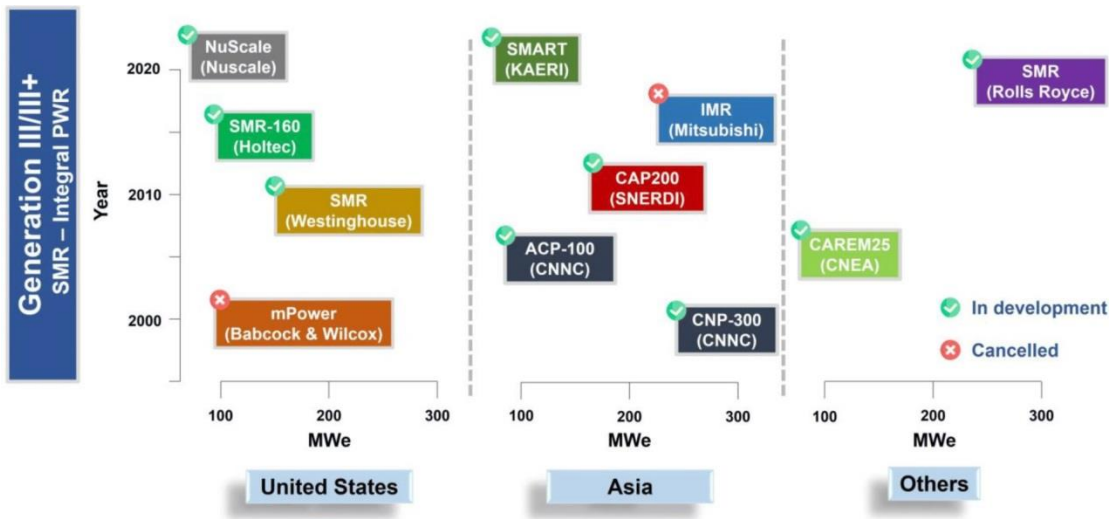 Generation III/III+
SMR – Integral PWR
Year
2020
2010
2000
NuScale
(Nuscale)
SMR-160
(Holtec)
SMR
(Westinghouse)
mPower
(Babcock & Wilcox)
100
200
300
MWe
United States
SMART
(KAERI)
IMR
(Mitsubishi)
CAP200
(SNERDI)
ACP-100
(CNNC)
CNP-300
(CNNC)
100
200
300
MWe
Asia
SMR
(Rolls Royce)
CAREM25
(CNEA)
In development
Cancelled
100
200
300
MWe
Others